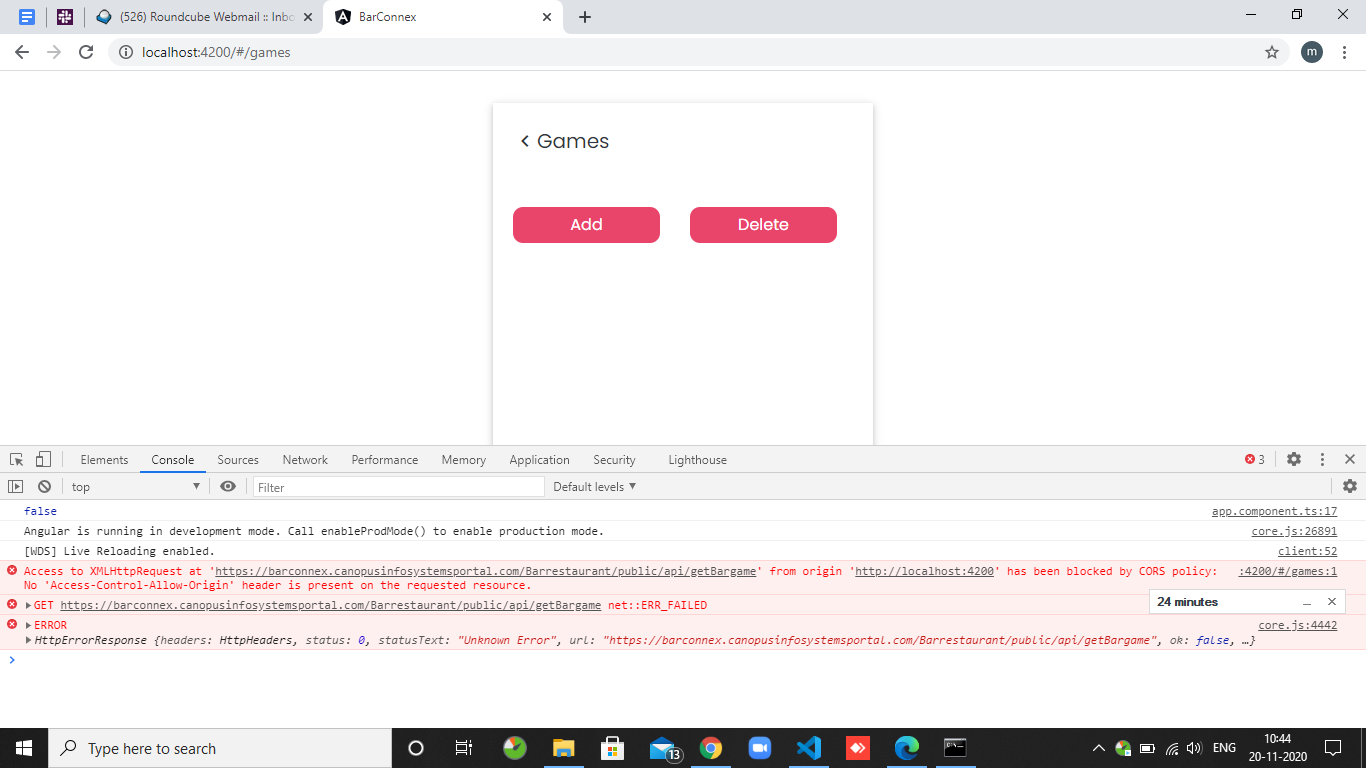 (526) Roundcube Webmail :: Inbo
BarConnex
localhost:4200/#/games
m
Games
Add
Delete
Elements
Console
Sources
Network
Performance
Memory
Application
Security
Lighthouse
3
top
Filter
Default levels
false
app.component.ts:17
Angular is running in development mode. Call enableProdMode() to enable production mode.
core.js:26891
[WDS] Live Reloading enabled.
client:52
Access to XMLHttpRequest at 'https://barconnex.canopusinfosystemsportal.com/Barrestaurant/public/api/getBargame' from origin 'http://localhost:4200' has been blocked by CORS policy:
:4200/#/games:1
No 'Access-Control-Allow-Origin' header is present on the requested resource.
GET https://barconnex.canopusinfosystemsportal.com/Barrestaurant/public/api/getBargame net::ERR_FAILED
24 minutes
ERROR
core.js:4442
HttpErrorResponse {headers: HttpHeaders, status: 0, statusText: "Unknown Error", url: "https://barconnex.canopusinfosystemsportal.com/Barrestaurant/public/api/getBargame", ok: false, …}
Type here to search
13
ENG
10:44
20-11-2020